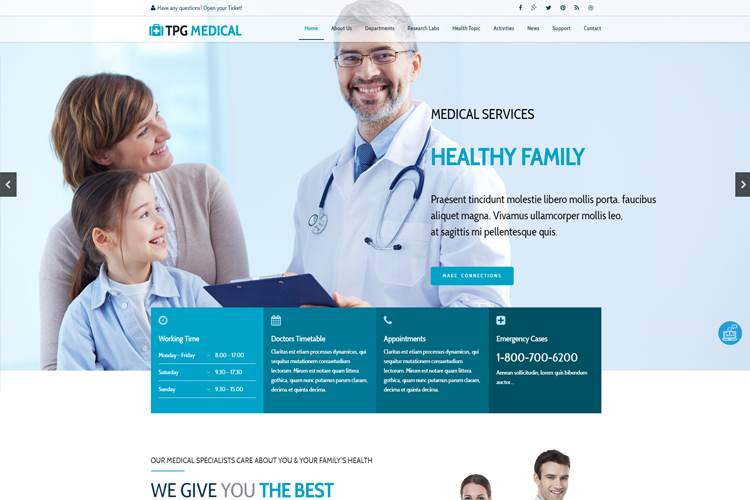 Have any questions? Open your Ticket!
TPG MEDICAL
Home About Us Departments Research Labs Health Topic Activities News Support Contact
MEDICAL SERVICES
HEALTHY FAMILY
Praesent tincidunt molestie libero mollis porta. faucibus
aliquet magna. Vivamus ullamcorper mollis leo,
at sagittis mi pellentesque quis.
MAKE CONNECTIONS
Working Time
Monday - Friday - 8.00 - 17.00
Saturday - 9.30 - 17.30
Sunday - 9.30 - 15.00
Doctors Timetable
Claritas est etiam processus dynamicus, qui
sequitur mutationem consuetudium
lectorum. Mirum est notare quam littera
gothica, quam nunc putamus parum claram,
decima et quinta decima.
Appointments
Claritas est etiam processus dynamicus, qui
sequitur mutationem consuetudium
lectorum. Mirum est notare quam littera
gothica, quam nunc putamus parum claram,
decima et quinta decima.
Emergency Cases
1-800-700-6200
Aenean sollicitudin, lorem quis bibendum
auctor...
OUR MEDICAL SPECIALISTS CARE ABOUT YOU & YOUR FAMILY'S HEALTH
WE GIVE YOU THE BEST